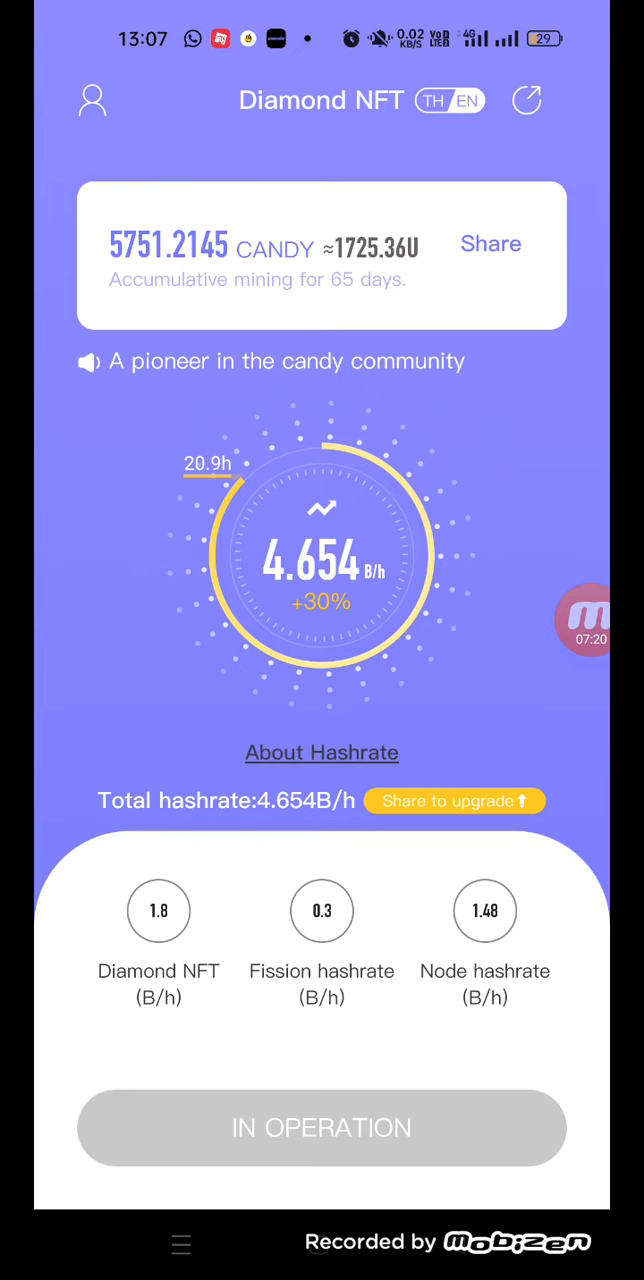 13:07 0.02 KB/S VoD LTE2 4G 29
Diamond NFT TH/EN
5751.2145 CANDY ≈1725.36U Share
Accumulative mining for 65 days.
A pioneer in the candy community
20.9h
4.654 B/h
+30%
07:20
About Hashrate
Total hashrate:4.654B/h Share to upgrade
1.8 0.3 1.48
Diamond NFT Fission hashrate Node hashrate
(B/h) (B/h) (B/h)
IN OPERATION
Recorded by mobizen